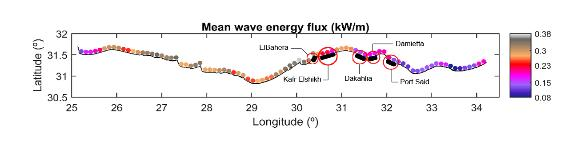 Mean wave energy flux (kW/m)
32
31.5
31
30.5
Latitude (º)
ElBahera
Damietta
Kafr Elshikh
Dakahlia
Port Said
25 26 27 28 29 30 31 32 33 34
Longitude (º)
0.38
0.3
0.23
0.15
0.08